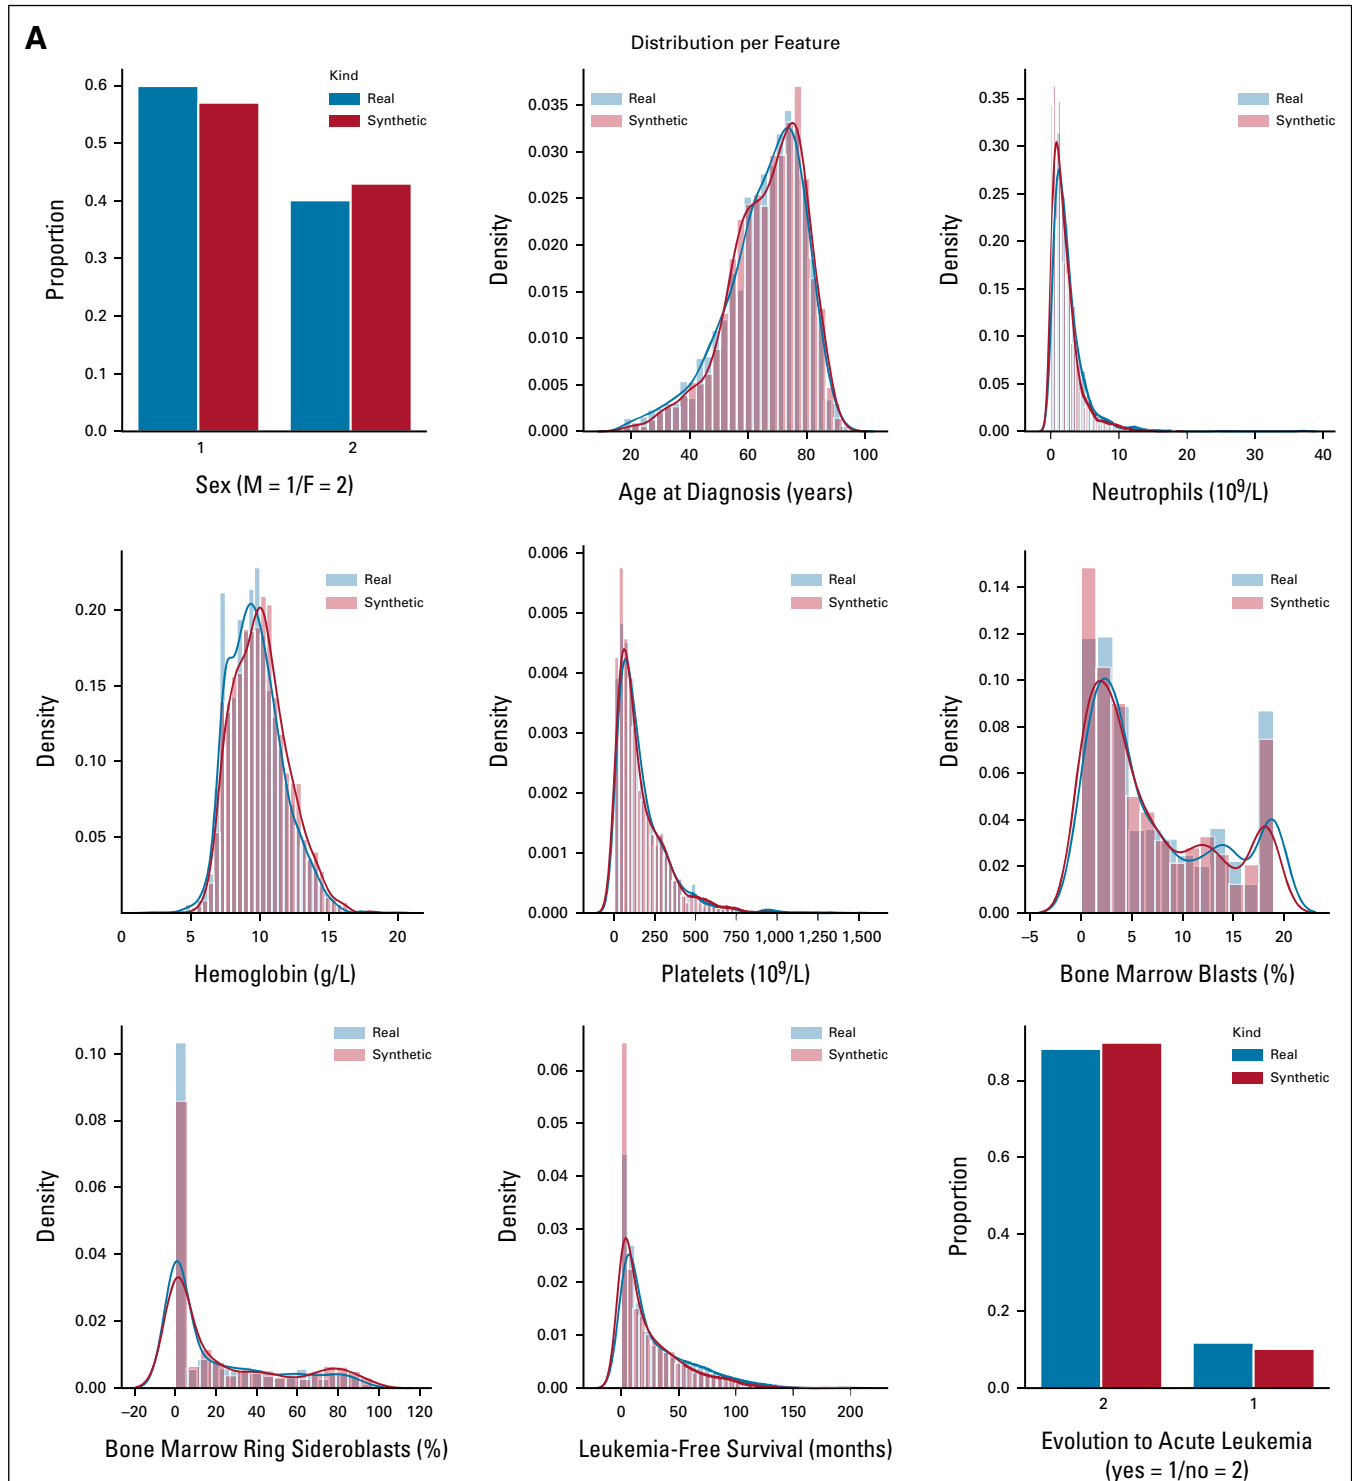 A
Distribution per Feature
Kind
Real
Synthetic
0.6
0.5
0.4
0.3
0.2
0.1
0.0
Proportion
1
2
Sex (M = 1/F = 2)
Real
Synthetic
0.035
0.030
0.025
0.020
0.015
0.010
0.005
0.000
Density
20
40
60
80
100
Age at Diagnosis (years)
Real
Synthetic
0.35
0.30
0.25
0.20
0.15
0.10
0.05
0.00
Density
0
10
20
30
40
Neutrophils (10⁹/L)
Real
Synthetic
0.20
0.15
0.10
0.05
Density
0
5
10
15
20
Hemoglobin (g/L)
Real
Synthetic
0.006
0.005
0.004
0.003
0.002
0.001
0.000
Density
0
250
500
750
1,000
1,250
1,500
Platelets (10⁹/L)
Real
Synthetic
0.14
0.12
0.10
0.08
0.06
0.04
0.02
0.00
Density
−5
0
5
10
15
20
Bone Marrow Blasts (%)
Real
Synthetic
0.10
0.08
0.06
0.04
0.02
0.00
Density
−20
0
20
40
60
80
100
120
Bone Marrow Ring Sideroblasts (%)
Real
Synthetic
0.06
0.05
0.04
0.03
0.02
0.01
0.00
Density
0
50
100
150
200
Leukemia-Free Survival (months)
Kind
Real
Synthetic
0.8
0.6
0.4
0.2
0.0
Proportion
2
1
Evolution to Acute Leukemia
(yes = 1/no = 2)